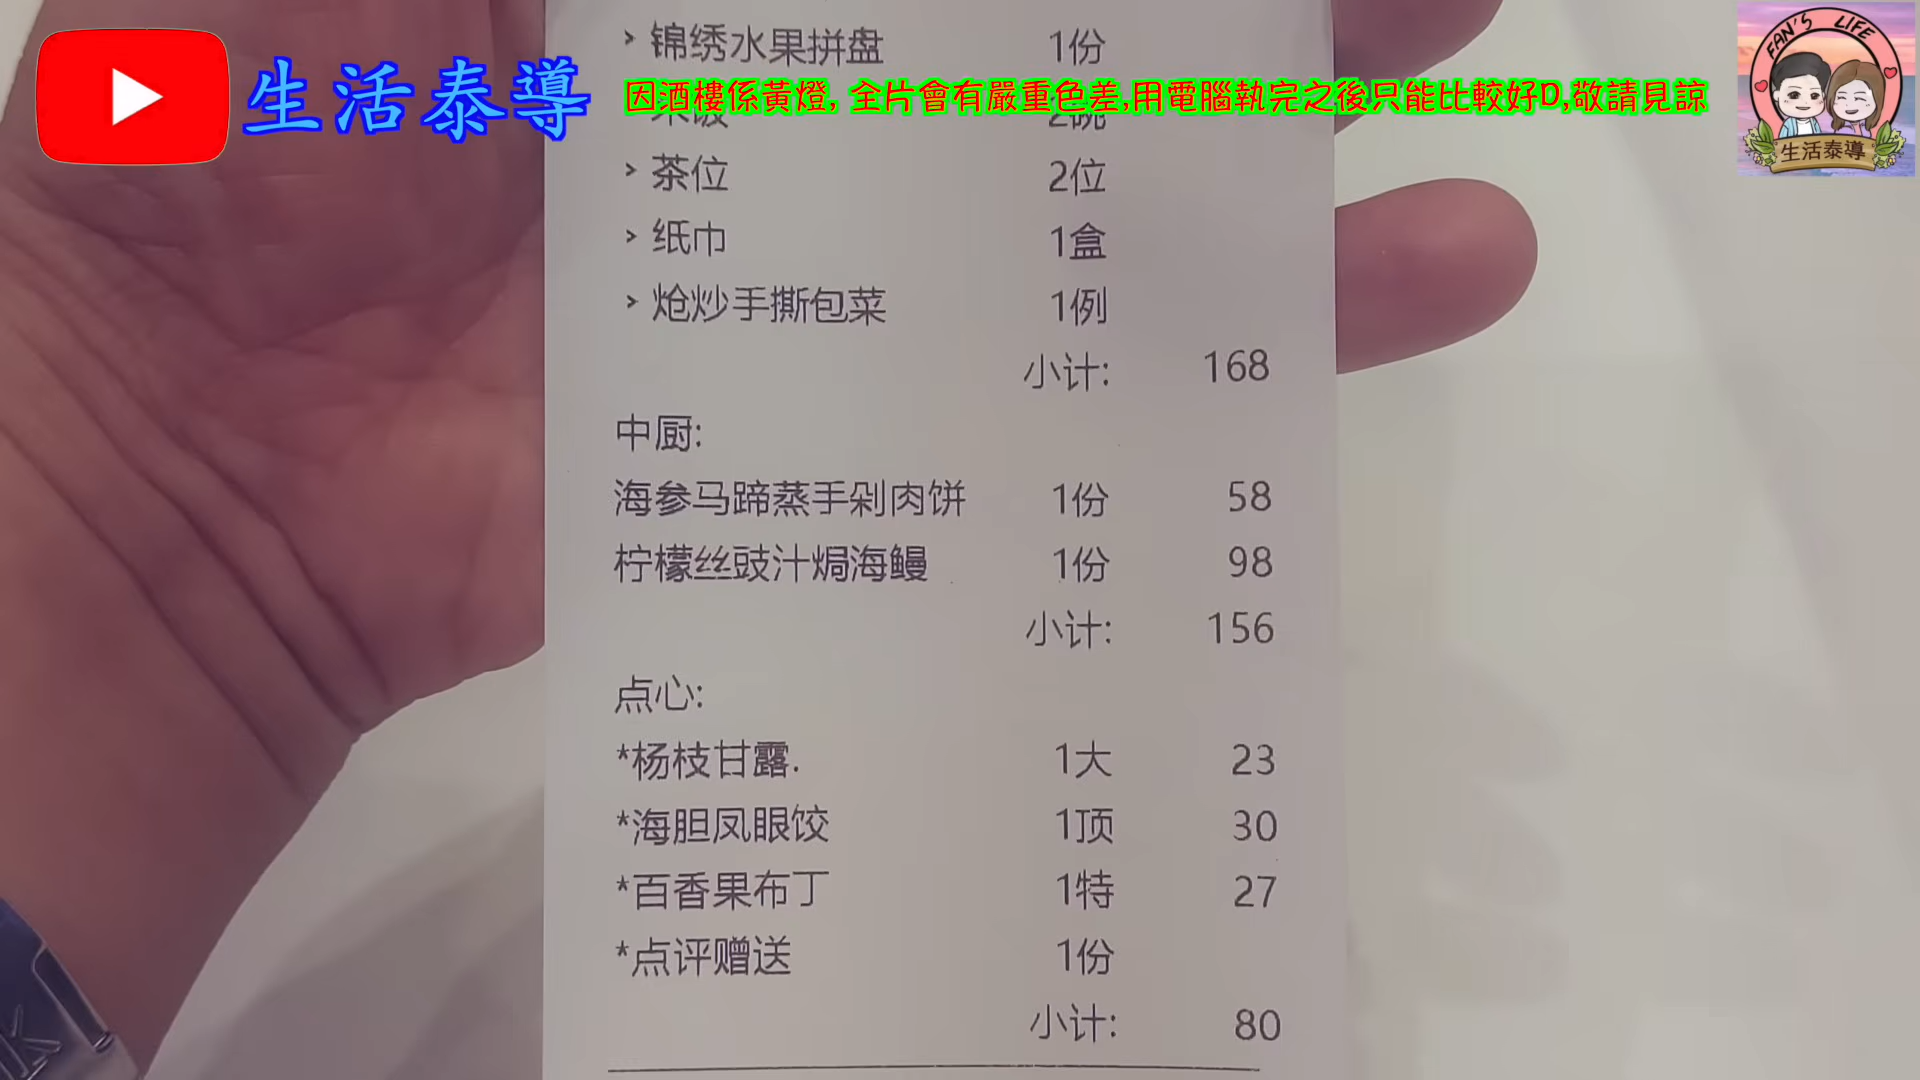 > 锦绣水果拼盘 1份
生活泰導
因酒樓係黃燈, 全片會有嚴重色差,用電腦執完之後只能比較好D,敬請見諒
FAN'S LIFE
生活泰導
米饭 2碗
> 茶位 2位
> 纸巾 1盒
> 炝炒手撕包菜 1例
小计: 168
中厨:
海参马蹄蒸手剁肉饼 1份 58
柠檬丝豉汁焗海鳗 1份 98
小计: 156
点心:
*杨枝甘露. 1大 23
*海胆凤眼饺 1顶 30
*百香果布丁 1特 27
*点评赠送 1份
小计: 80